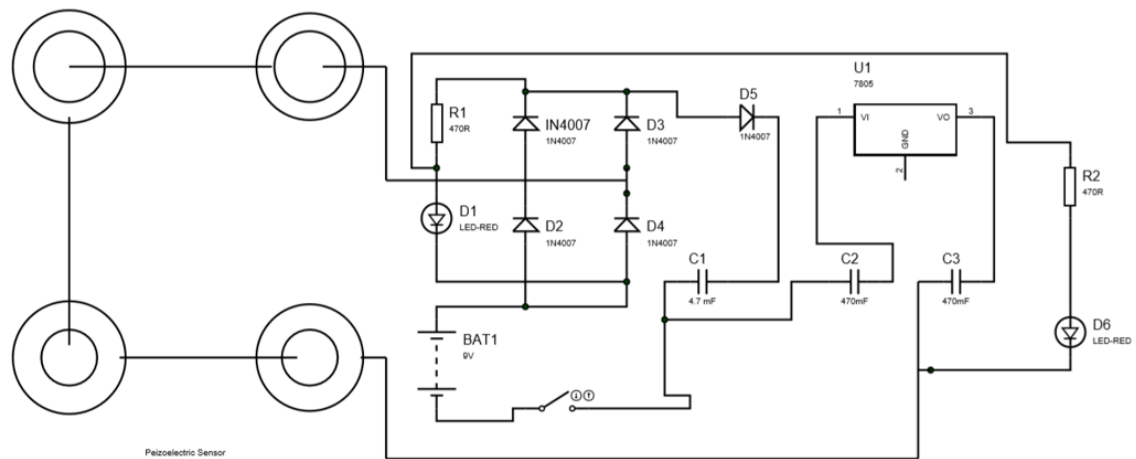 U1
7805
1
VI
VO
3
GND
2
R1
470R
IN4007
1N4007
D3
1N4007
D5
1N4007
R2
470R
D1
LED-RED
D2
1N4007
D4
1N4007
C1
4.7 mF
C2
470mF
C3
470mF
D6
LED-RED
BAT1
9V
Peizoelectric Sensor